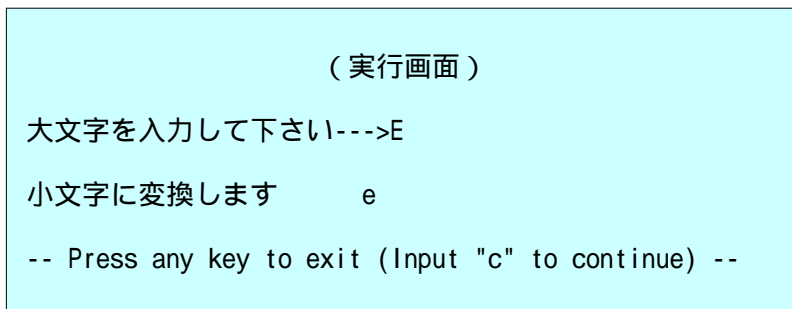 (実行画面)
大文字を入力して下さい--->E
小文字に変換します　　　e
-- Press any key to exit (Input "c" to continue) --